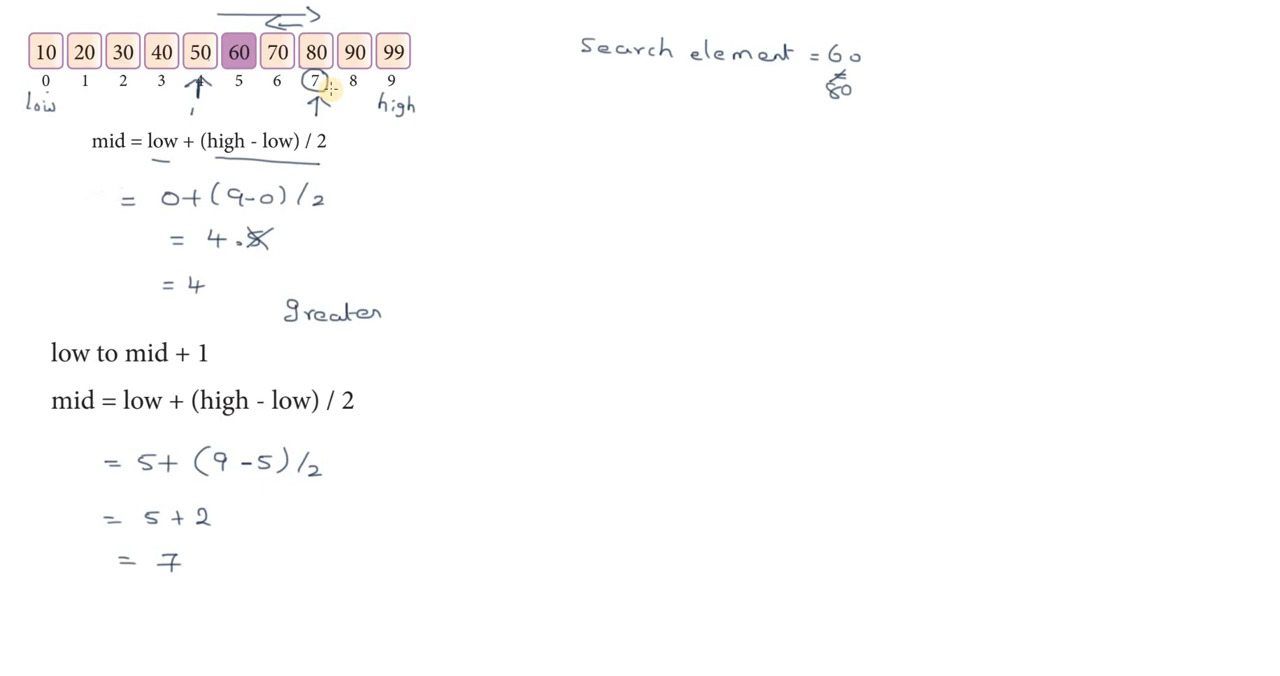 10 20 30 40 50 60 70 80 90 99
0 1 2 3 4 5 6 7 8 9
low high
mid = low + (high - low) / 2
= 0+(9-0)/2
= 4.5
= 4
greater
low to mid + 1
mid = low + (high - low) / 2
= 5+ (9-5)/2
= 5+2
= 7
Search element = 60
≠
80